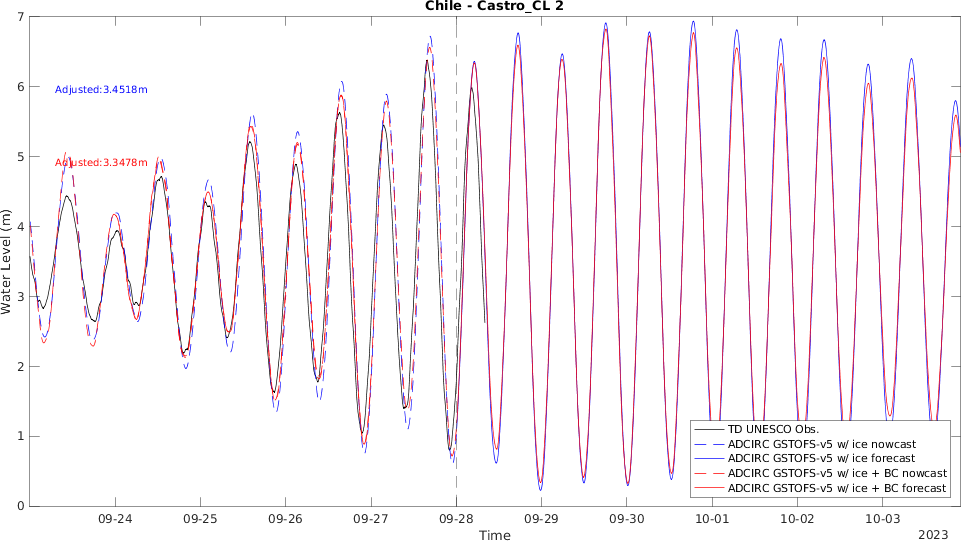 Chile - Castro_CL 2
7
6
5
4
3
2
1
0
Water Level (m)
Adjusted:3.4518m
Adjusted:3.3478m
TD UNESCO Obs.
ADCIRC GSTOFS-v5 w/ ice nowcast
ADCIRC GSTOFS-v5 w/ ice forecast
ADCIRC GSTOFS-v5 w/ ice + BC nowcast
ADCIRC GSTOFS-v5 w/ ice + BC forecast
09-24 09-25 09-26 09-27 09-28 09-29 09-30 10-01 10-02 10-03
Time
2023